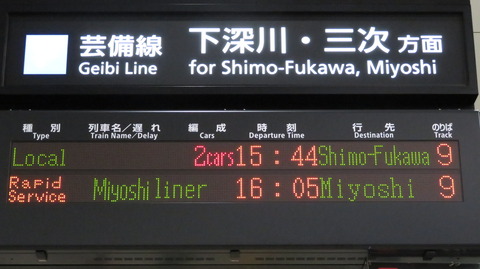 芸備線 下深川・三次 方面
Geibi Line for Shimo-Fukawa, Miyoshi
種別 列車名/遅れ 編成 時刻 行先 のりば
Type Train Name/Delay Cars Departure Time Destination Track
Local 2cars 15:44 Shimo-Fukawa 9
Rapid Service Miyoshi liner 16:05 Miyoshi 9